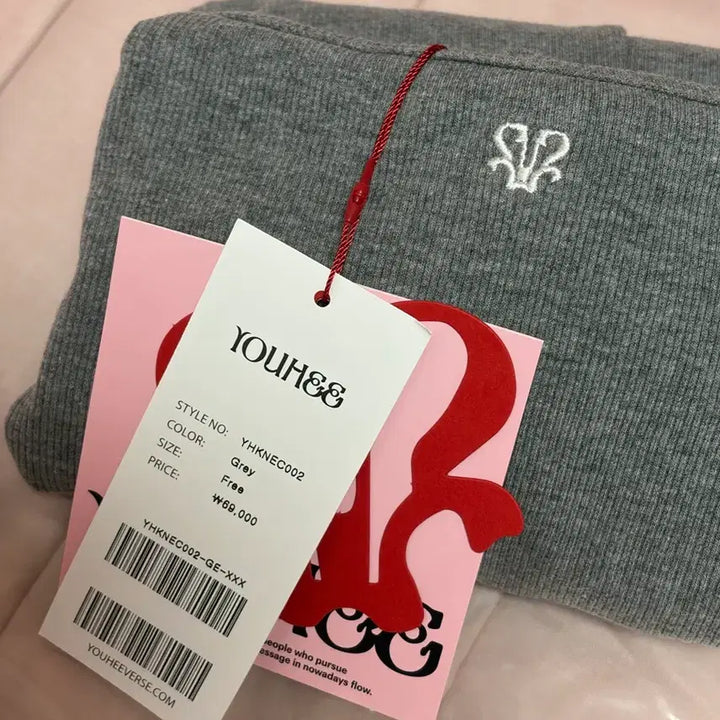 YOUHEE
STYLE NO: YHKNEC002
COLOR: Grey
SIZE: Free
PRICE: ₩69,000
YHKNEC002-GE-XXX
YOUHEEVERSE.COM
people who pursue
essage in nowadays flow.